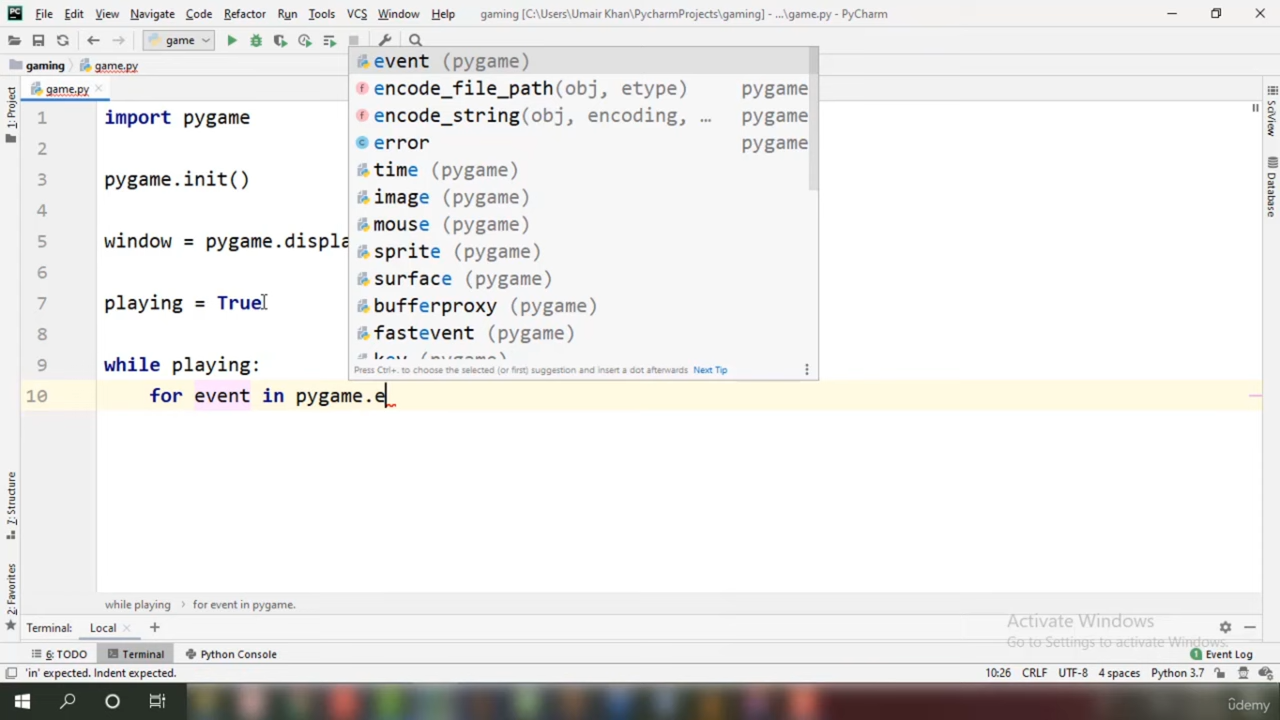 File Edit View Navigate Code Refactor Run Tools VCS Window Help gaming [C:\Users\Umair Khan\PycharmProjects\gaming] - ...\game.py - PyCharm
game
gaming game.py
game.py
1: Project
SciView
Database
7: Structure
2: Favorites
event (pygame)
encode_file_path(obj, etype) pygame
encode_string(obj, encoding, … pygame
error pygame
time (pygame)
image (pygame)
mouse (pygame)
sprite (pygame)
surface (pygame)
bufferproxy (pygame)
fastevent (pygame)
key (pygame)
Press Ctrl+. to choose the selected (or first) suggestion and insert a dot afterwards Next Tip
1 import pygame
2
3 pygame.init()
4
5 window = pygame.displa
6
7 playing = True
8
9 while playing:
10 for event in pygame.e
while playing › for event in pygame.
Terminal: Local +
Activate Windows
Go to Settings to activate Windows.
6: TODO Terminal Python Console 1 Event Log
'in' expected. Indent expected. 10:26 CRLF UTF-8 4 spaces Python 3.7
ûdemy